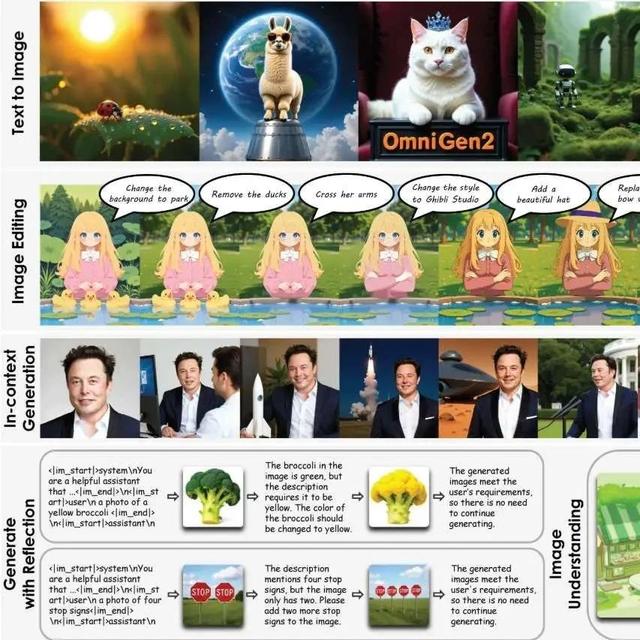 Text to Image
OmniGen2
Image Editing
Change the
background to park
Remove the ducks
Cross her arms
Change the style
to Ghibli Studio
Add a
beautiful hat
bow
In-context
Generation
Generate
with Reflection
<|im_start|>system\nYou
are a helpful assistant
that ...<|im_end|>\n<|im_st
art|>user\n a photo of a
yellow broccoli <|im_end|>
\n<|im_start|>assistant\n
The broccoli in the
image is green, but
the description
requires it to be
yellow. The color of
the broccoli should
be changed to yellow.
The generated
images meet the
user's requirements,
so there is no need
to continue
generating.
<|im_start|>system\nYou
are a helpful assistant
that ...<|im_end|>\n<|im_st
art|>user\n a photo of four
stop signs<|im_end|>
\n<|im_start|>assistant\n
STOP STOP
The description
mentions four stop
signs, but the image
only has two. Please
add two more stop
signs to the image.
STOP STOP STOP STOP
The generated
images meet the
user's requirements,
so there is no need
to continue
generating.
Image
Understanding